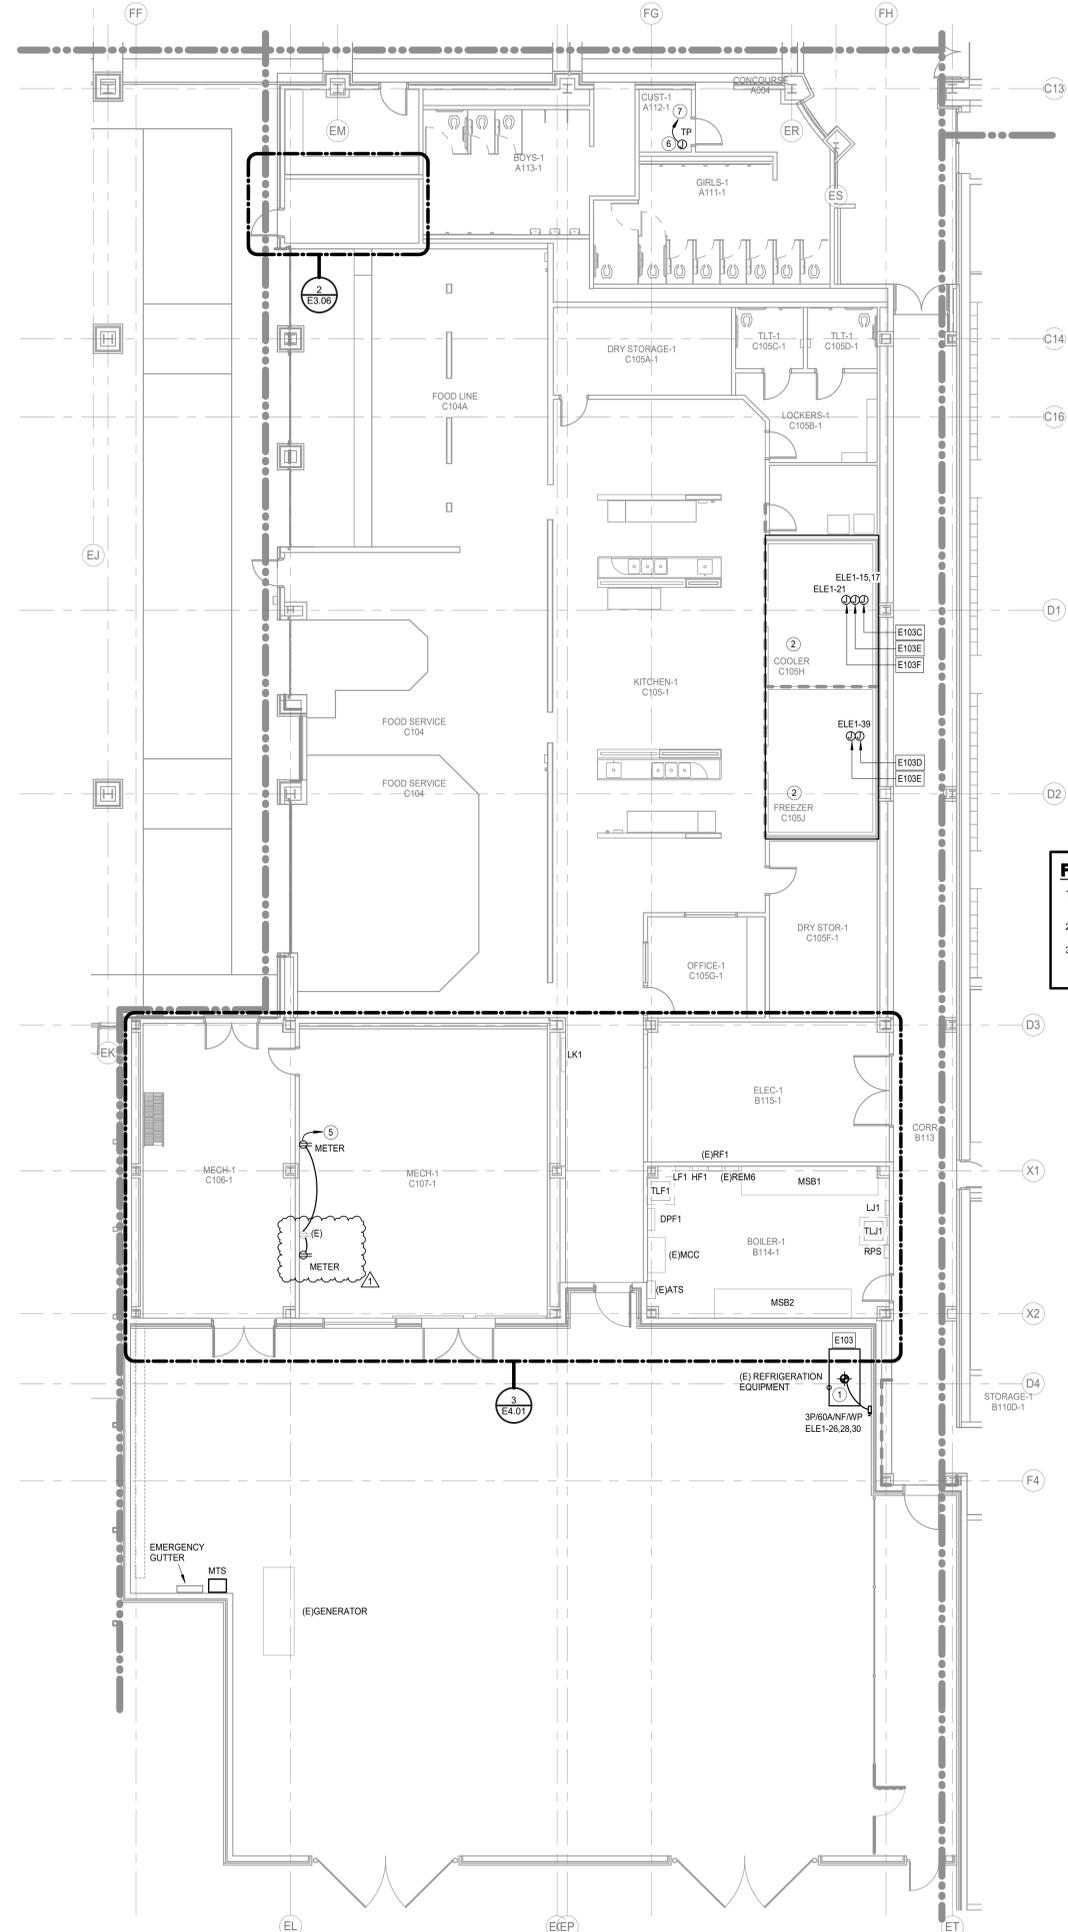 FF
FG
FH
CONCOURSE
A004
C13
CUST-1
A112-1
7
EM
TP
ER
6
BOYS-1
A113-1
GIRLS-1
A111-1
ES
2
E3.06
C14
DRY STORAGE-1
C105A-1
TLT-1
C105C-1
TLT-1
C105D-1
FOOD LINE
C104A
LOCKERS-1
C105B-1
C16
EJ
ELE1-15,17
ELE1-21
J
J
J
D1
E103C
2
E103E
COOLER
C105H
E103F
KITCHEN-1
C105-1
FOOD SERVICE
C104
ELE1-39
J
J
E103D
FOOD SERVICE
C104
E103E
2
D2
FREEZER
C105J
DRY STOR-1
C105F-1
OFFICE-1
C105G-1
D3
EK
LK1
ELEC-1
B115-1
CORR
B113
5
METER
(E)RF1
MECH-1
C106-1
MECH-1
C107-1
X1
LF1
HF1
(E)REM6
MSB1
TLF1
LJ1
DPF1
TLJ1
(E)
BOILER-1
B114-1
RPS
(E)MCC
METER
1
(E)ATS
MSB2
X2
E103
(E) REFRIGERATION
EQUIPMENT
D4
1
STORAGE-1
B110D-1
3
E4.01
3P/60A/NF/WP
ELE1-26,28,30
F4
EMERGENCY
GUTTER
MTS
(E)GENERATOR
EL
EP
ET